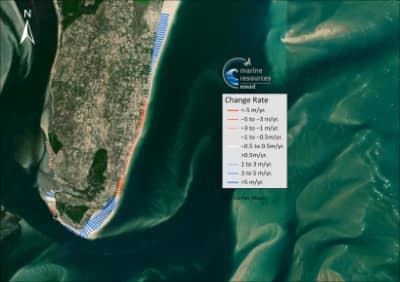 N
marine
resources
Change Rate
<-5 m/yr.
-5 to -3 m/yr.
-3 to -1 m/yr.
-1 to -0.5m/yr.
-0.5 to 0.5m/yr.
>0.5m/yr.
1 to 3 m/yr.
3 to 5 m/yr.
>5 m/yr.